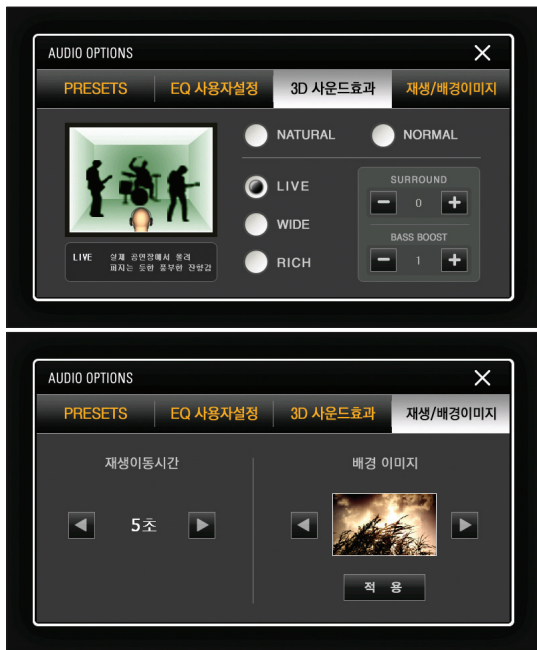 AUDIO OPTIONS
PRESETS EQ 사용자설정 3D 사운드효과 재생/배경이미지
NATURAL NORMAL
LIVE
WIDE
RICH
SURROUND
0
BASS BOOST
1
LIVE 실제 공연장에서 울려
퍼지는 듯한 풍부한 잔향감
AUDIO OPTIONS
PRESETS EQ 사용자설정 3D 사운드효과 재생/배경이미지
재생이동시간 배경 이미지
5초
적 용